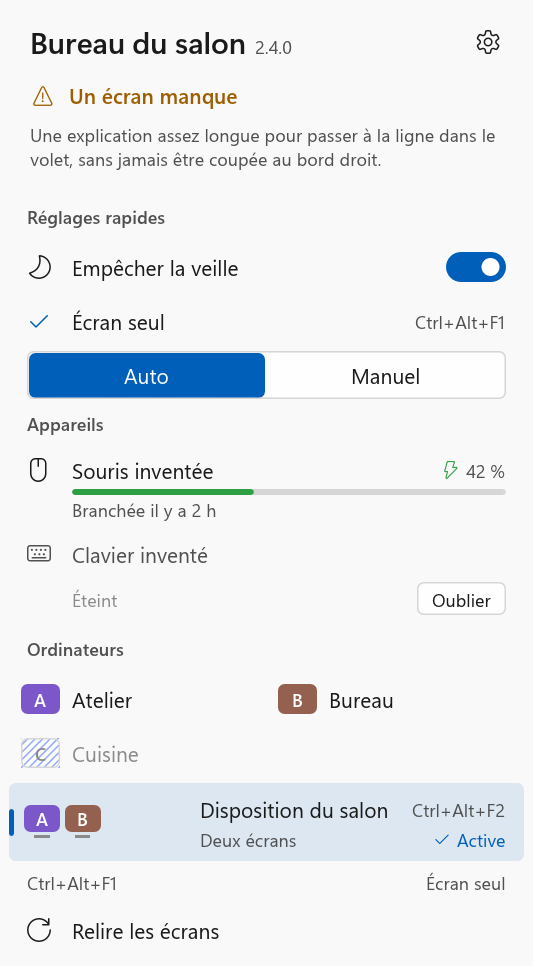 Bureau du salon 2.4.0
Un écran manque
Une explication assez longue pour passer à la ligne dans le
volet, sans jamais être coupée au bord droit.
Réglages rapides
Empêcher la veille
Écran seul Ctrl+Alt+F1
Auto Manuel
Appareils
Souris inventée 42 %
Branchée il y a 2 h
Clavier inventé
Éteint Oublier
Ordinateurs
A Atelier B Bureau
C Cuisine
A B Disposition du salon Ctrl+Alt+F2
Deux écrans Active
Ctrl+Alt+F1 Écran seul
Relire les écrans